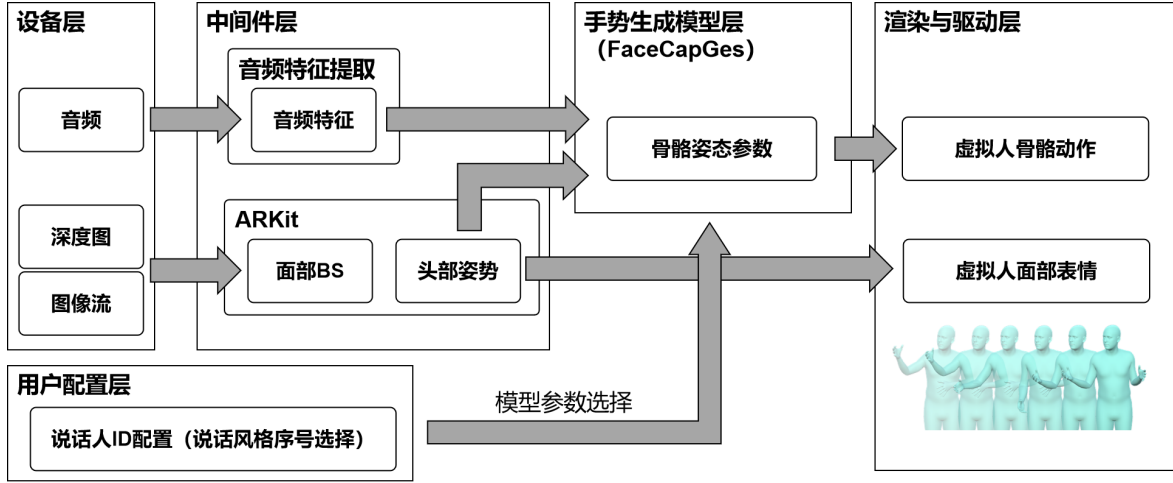 设备层
音频
深度图
图像流
中间件层
音频特征提取
音频特征
ARKit
面部BS
头部姿势
手势生成模型层
（FaceCapGes）
骨骼姿态参数
渲染与驱动层
虚拟人骨骼动作
虚拟人面部表情
用户配置层
说话人ID配置（说话风格序号选择）
模型参数选择